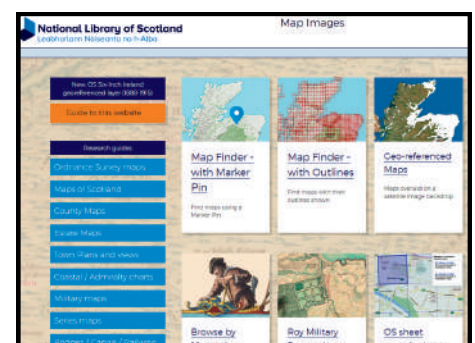 National Library of Scotland
Leabharlann Nàiseanta na h-Alba
Map Images
New: OS Six-Inch Ireland
georeferenced layer
Guide to this website
Research guides
Ordnance Survey maps
Maps of Scotland
County Maps
Estate Maps
Town Plans and views
Coastal / Admiralty charts
Military maps
Series maps
Map Finder -
with Marker
Pin
Find maps using a
Marker Pin
Map Finder -
with Outlines
Find maps with their
outlines shown
Geo-referenced
Maps
Maps overlaid on a
satellite image backdrop
Browse by
Roy Military
OS sheet